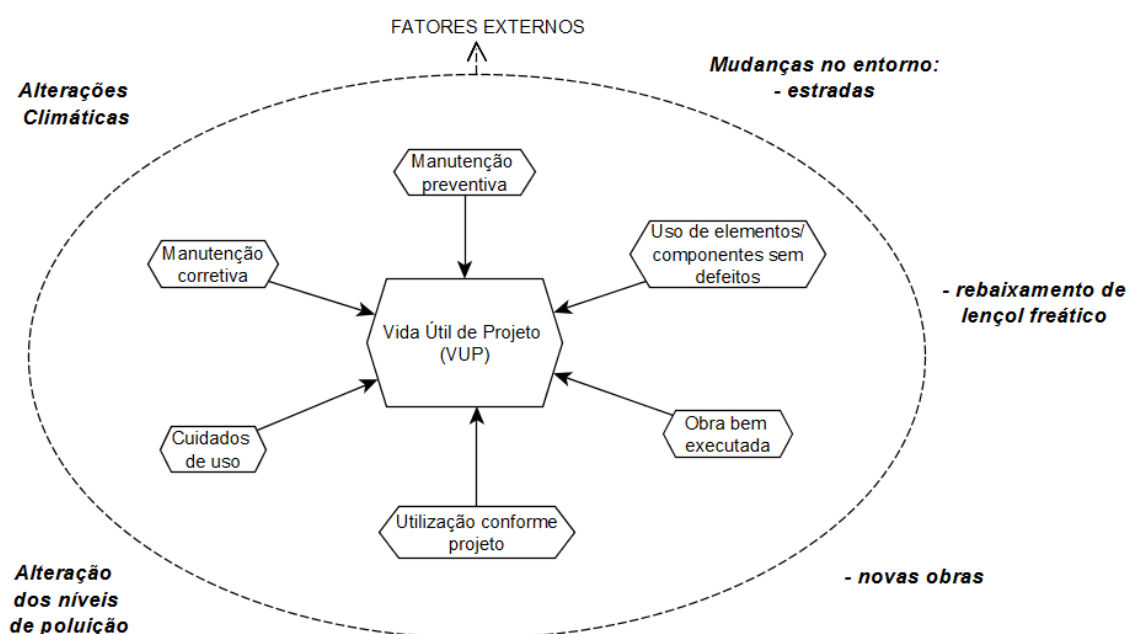 FATORES EXTERNOS
Mudanças no entorno:
- estradas
Alterações
Climáticas
Manutenção
preventiva
Uso de elementos/
componentes sem
defeitos
Manutenção
corretiva
- rebaixamento de
lençol freático
Vida Útil de Projeto
(VUP)
Obra bem
executada
Cuidados
de uso
Utilização conforme
projeto
- novas obras
Alteração
dos níveis
de poluição